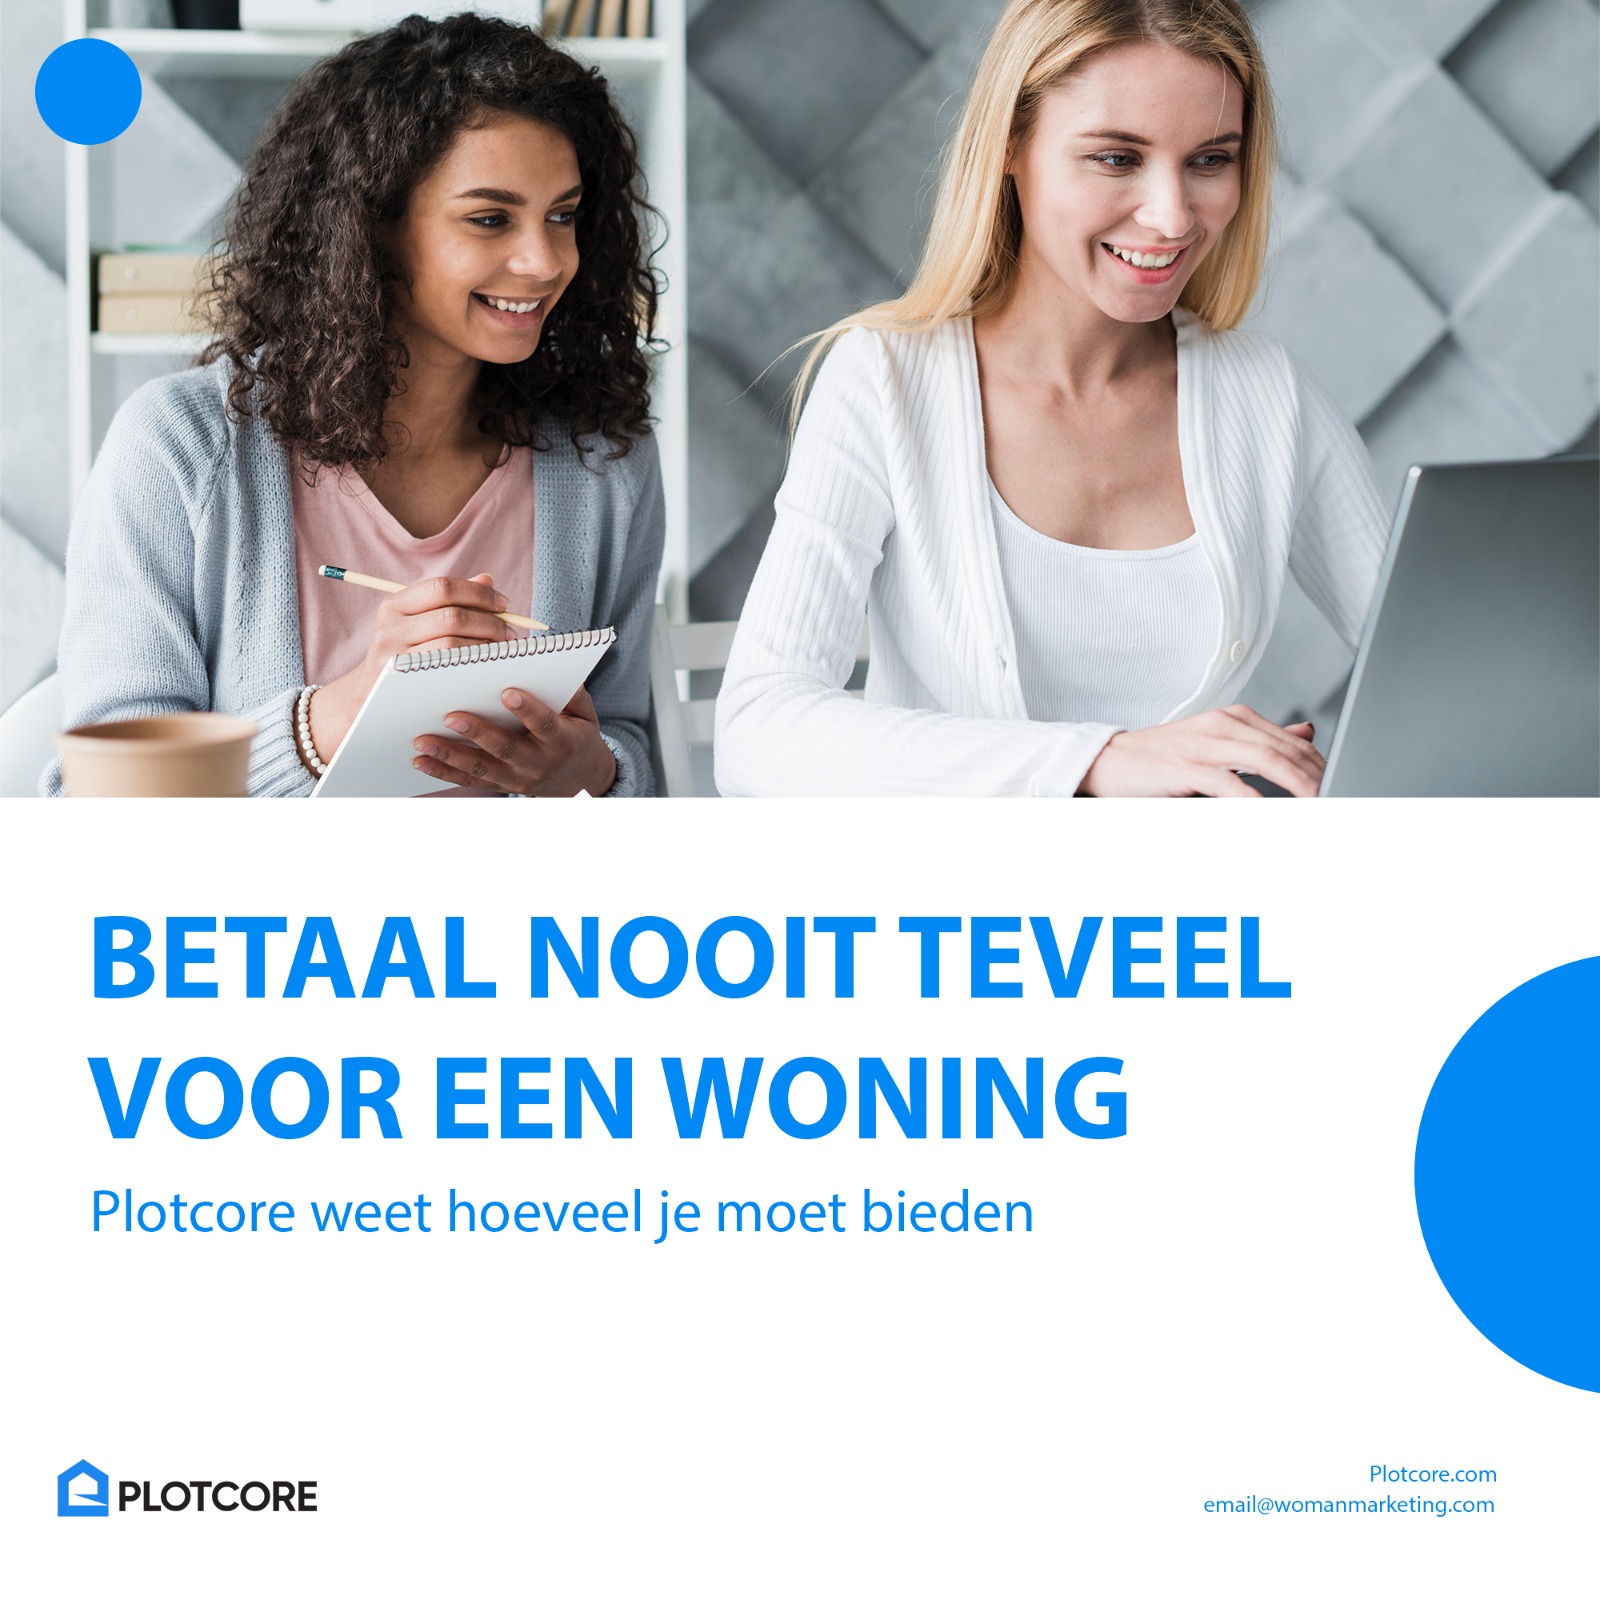 BETAAL NOOIT TEVEEL
VOOR EEN WONING
Plotcore weet hoeveel je moet bieden
PLOTCORE
Plotcore.com
email@womanmarketing.com